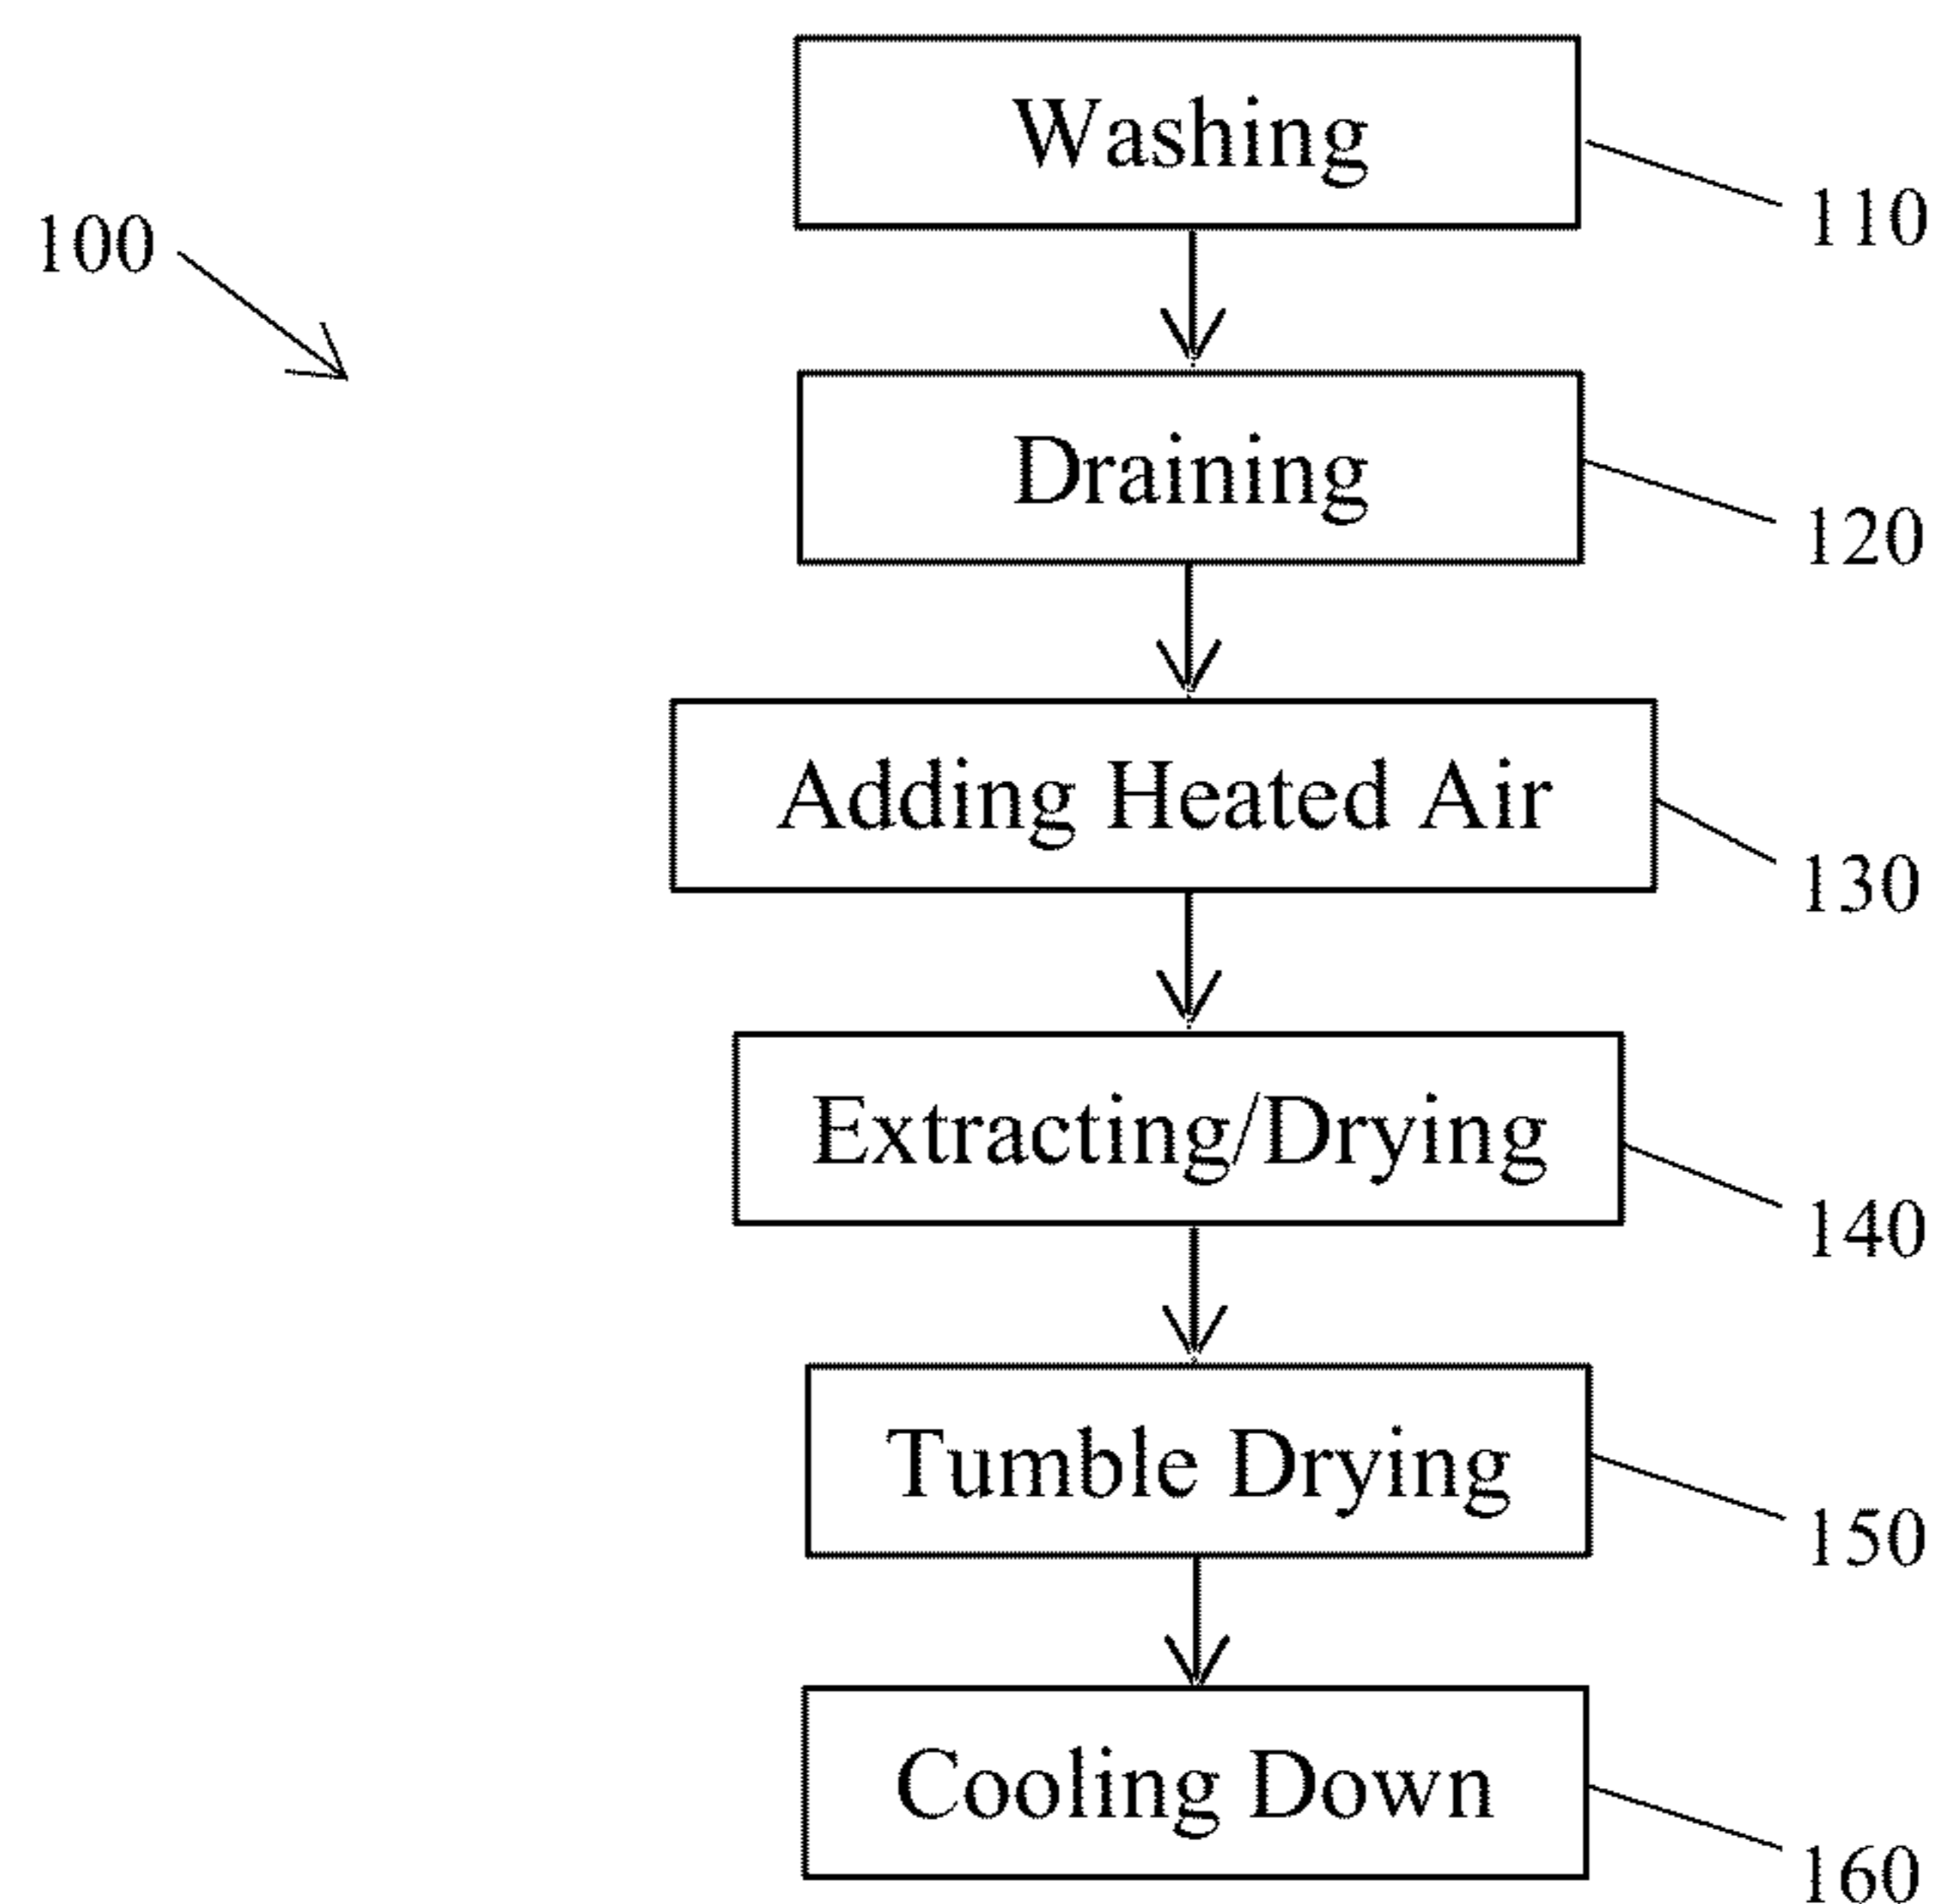 Washing
110
100
Draining
120
Adding Heated Air
130
Extracting/Drying
140
Tumble Drying
150
Cooling Down
160